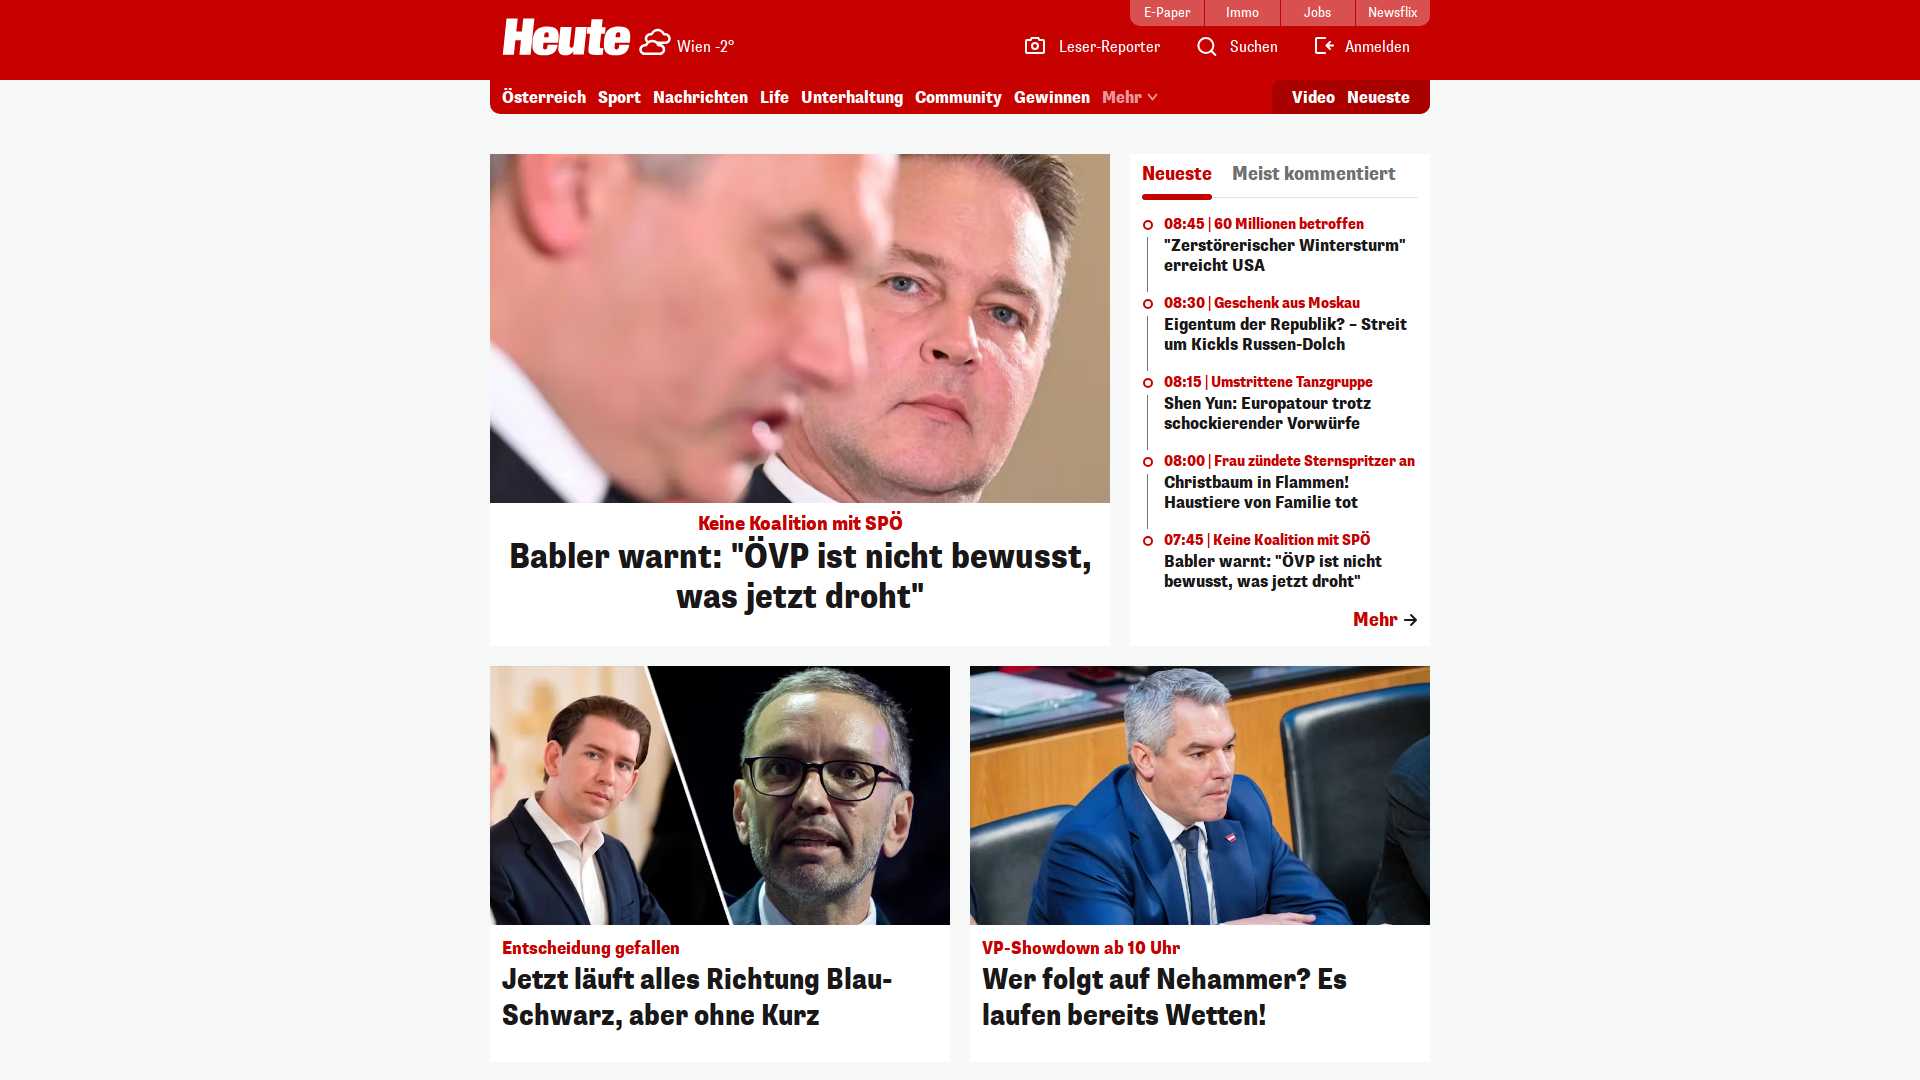 E-Paper
Immo
Jobs
Newsflix
Heute
Wien -2°
Leser-Reporter
Suchen
Anmelden
Österreich
Sport
Nachrichten
Life
Unterhaltung
Community
Gewinnen
Mehr
Video
Neueste
Keine Koalition mit SPÖ
Babler warnt: "ÖVP ist nicht bewusst,
was jetzt droht"
Neueste
Meist kommentiert
08:45 | 60 Millionen betroffen
"Zerstörerischer Wintersturm"
erreicht USA
08:30 | Geschenk aus Moskau
Eigentum der Republik? – Streit
um Kickls Russen-Dolch
08:15 | Umstrittene Tanzgruppe
Shen Yun: Europatour trotz
schockierender Vorwürfe
08:00 | Frau zündete Sternspritzer an
Christbaum in Flammen!
Haustiere von Familie tot
07:45 | Keine Koalition mit SPÖ
Babler warnt: "ÖVP ist nicht
bewusst, was jetzt droht"
Mehr
Entscheidung gefallen
Jetzt läuft alles Richtung Blau-
Schwarz, aber ohne Kurz
VP-Showdown ab 10 Uhr
Wer folgt auf Nehammer? Es
laufen bereits Wetten!